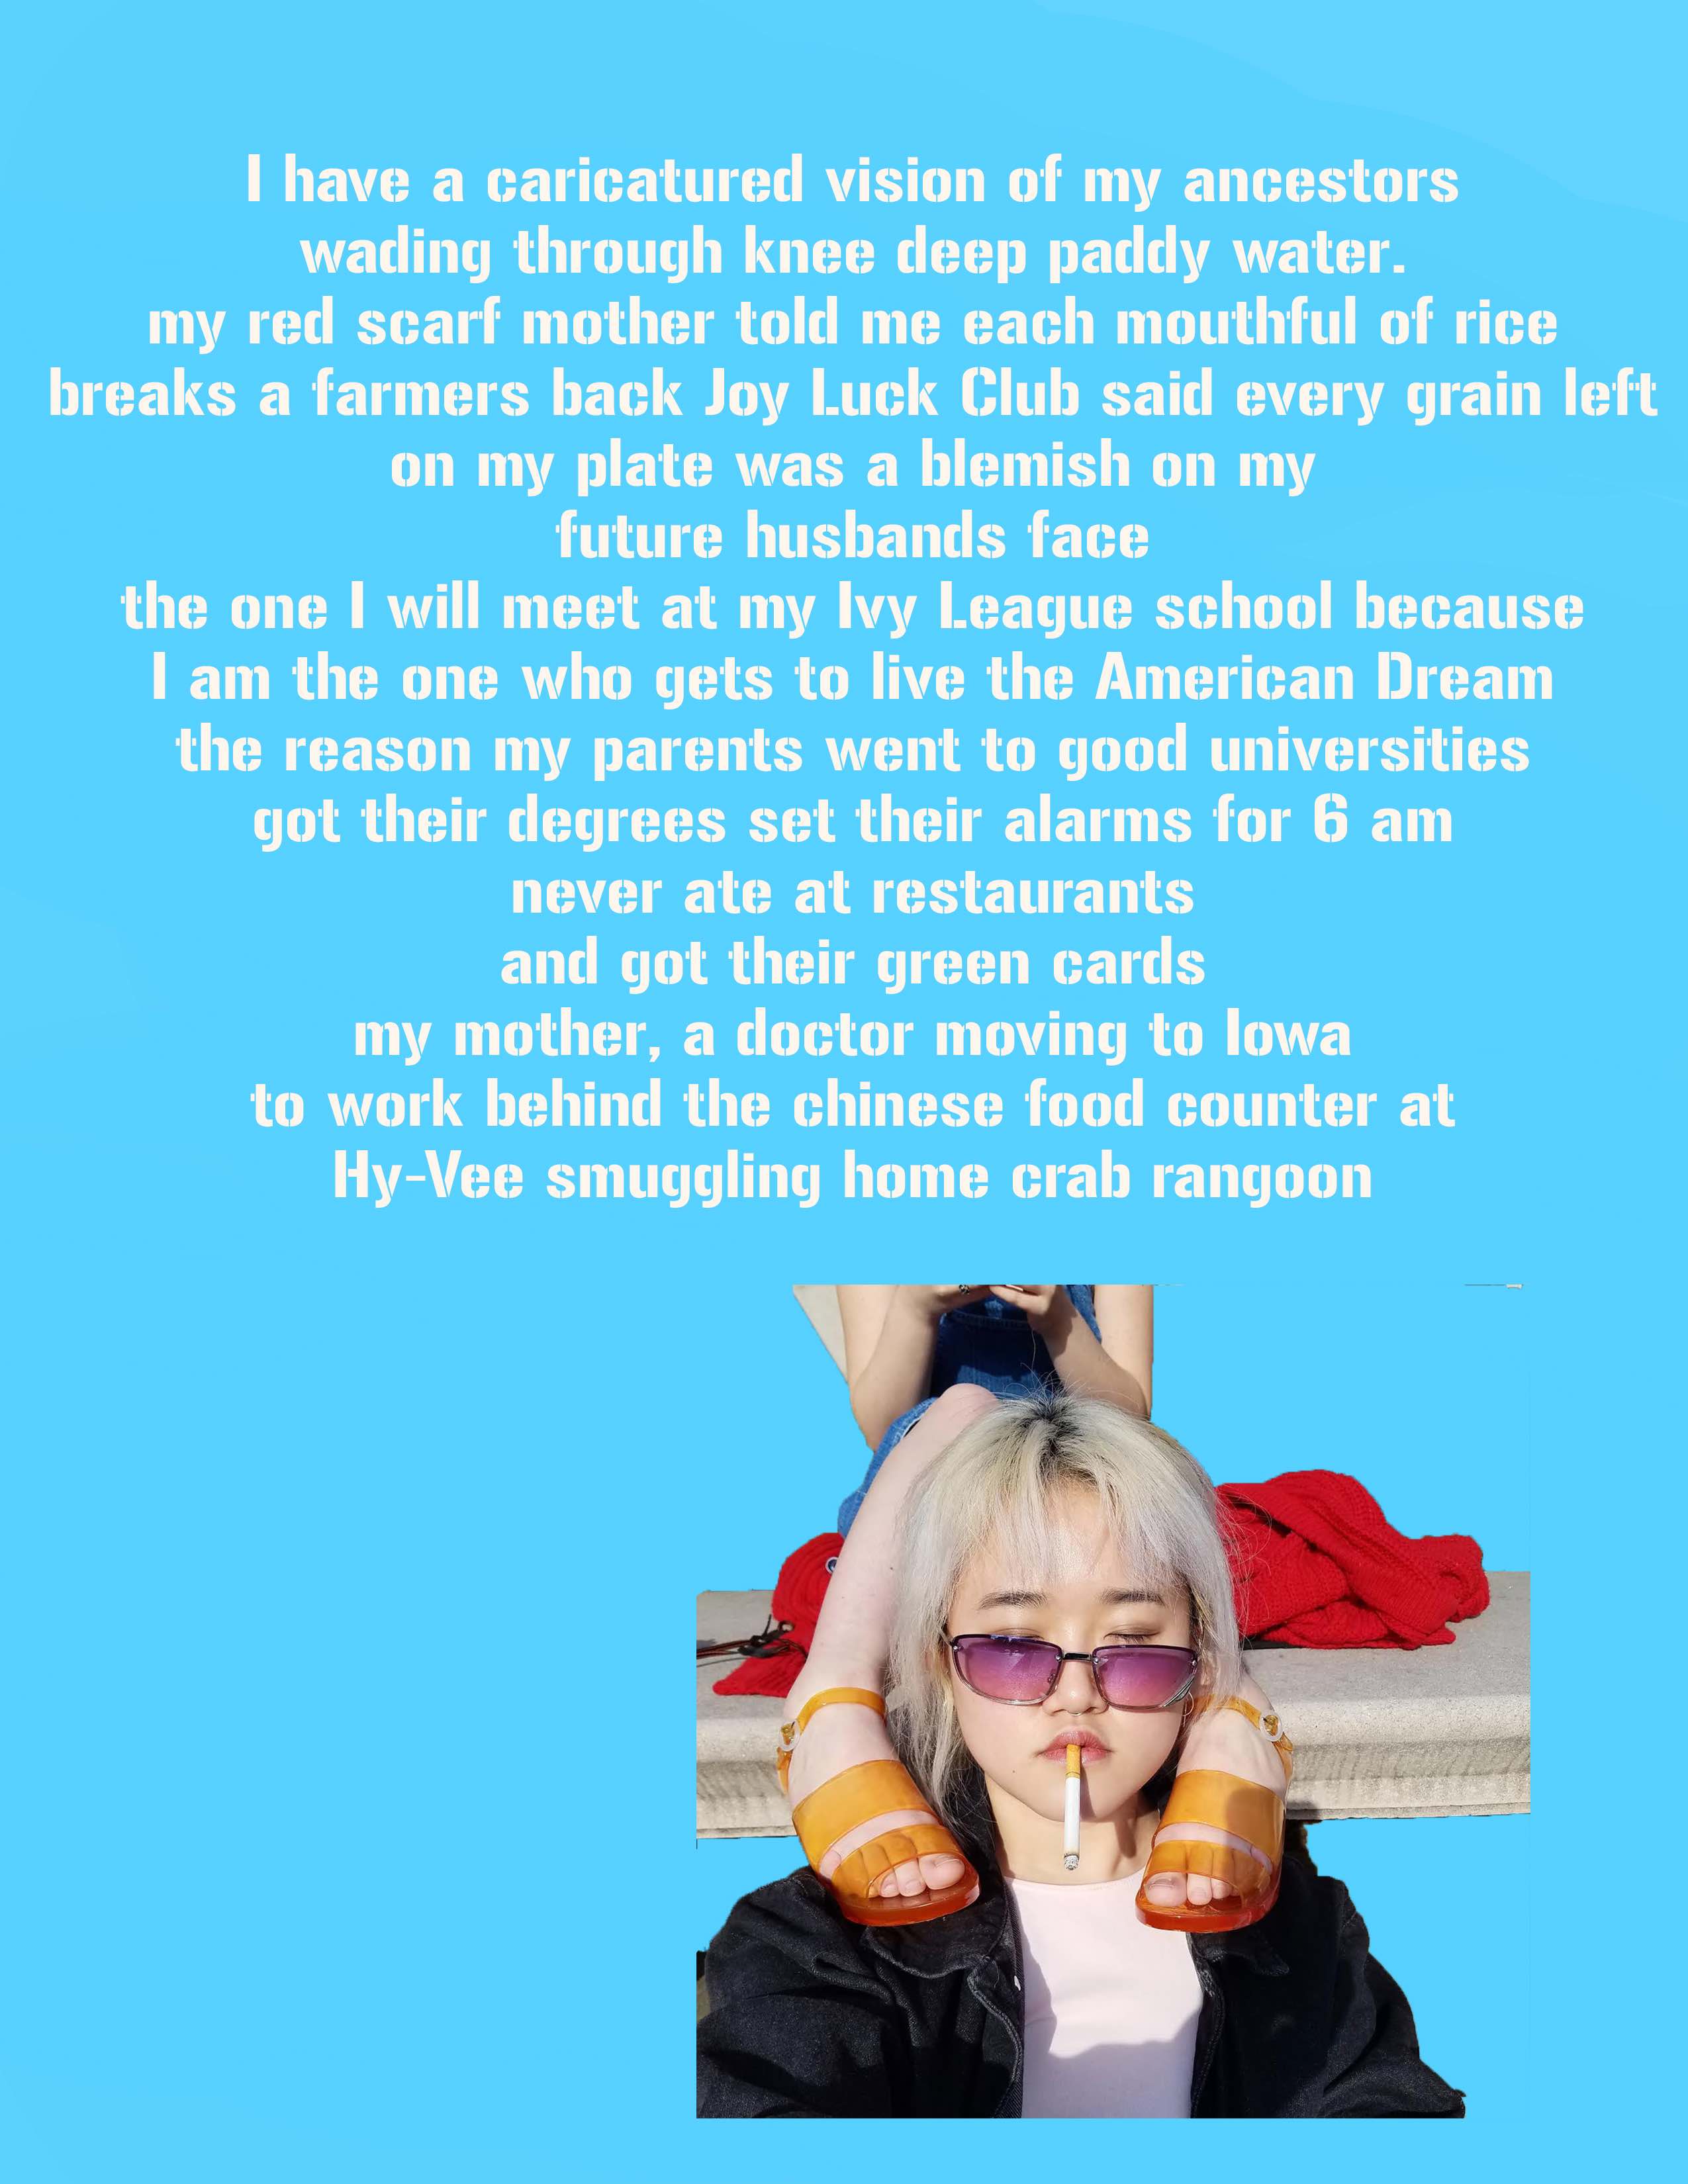 I have a caricatured vision of my ancestors
wading through knee deep paddy water.
my red scarf mother told me each mouthful of rice
breaks a farmers back Joy Luck Club said every grain left
on my plate was a blemish on my
future husbands face
the one I will meet at my Ivy League school because
I am the one who gets to live the American Dream
the reason my parents went to good universities
got their degrees set their alarms for 6 am
never ate at restaurants
and got their green cards
my mother, a doctor moving to Iowa
to work behind the chinese food counter at
Hy-Vee smuggling home crab rangoon